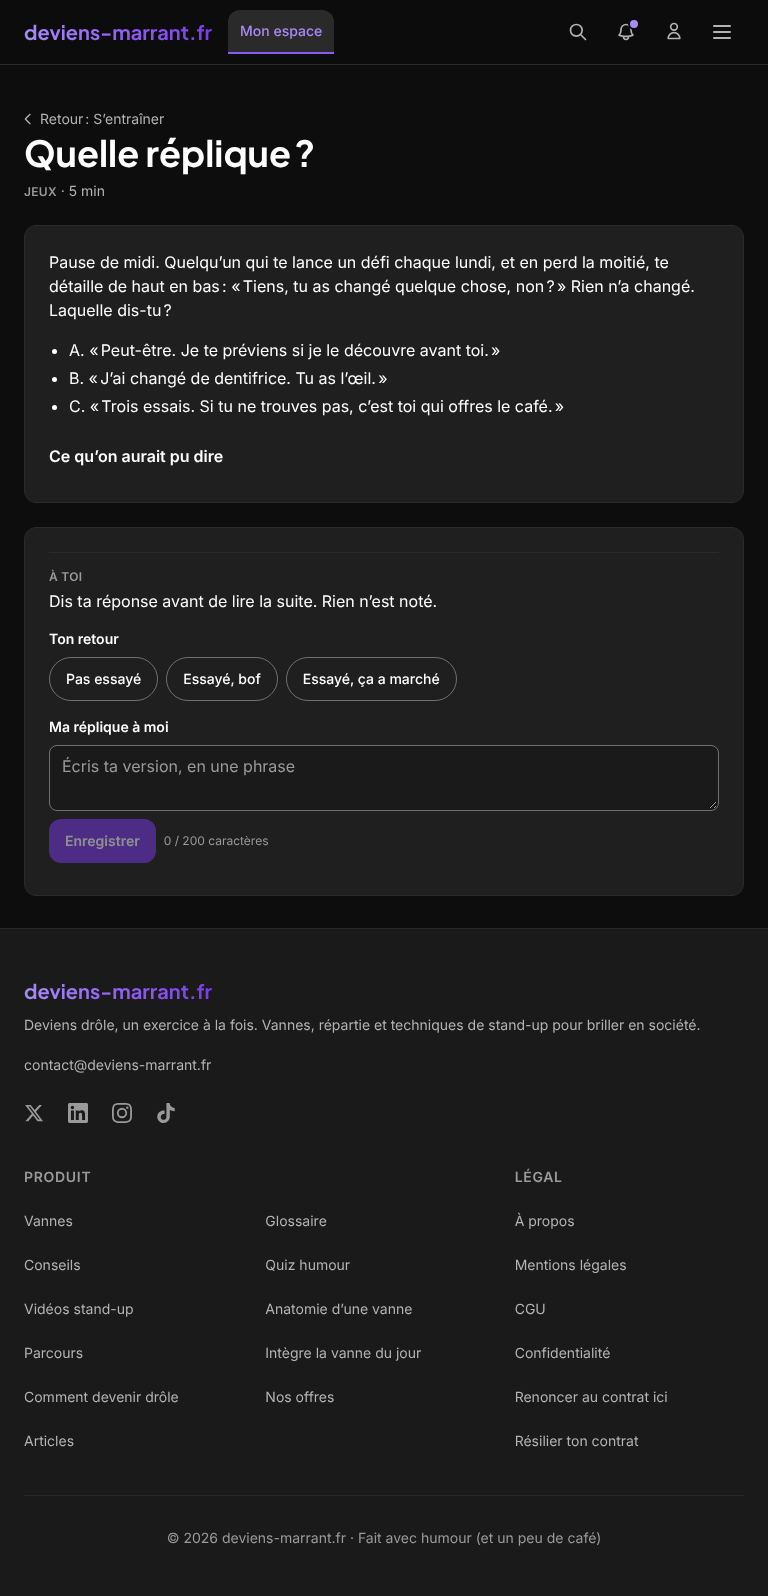 deviens-marrant.fr
Mon espace
Retour : S’entraîner
Quelle réplique ?
JEUX · 5 min
Pause de midi. Quelqu’un qui te lance un défi chaque lundi, et en perd la moitié, te
détaille de haut en bas : « Tiens, tu as changé quelque chose, non ? » Rien n’a changé.
Laquelle dis-tu ?
• A. « Peut-être. Je te préviens si je le découvre avant toi. »
• B. « J’ai changé de dentifrice. Tu as l’œil. »
• C. « Trois essais. Si tu ne trouves pas, c’est toi qui offres le café. »
Ce qu’on aurait pu dire
À TOI
Dis ta réponse avant de lire la suite. Rien n’est noté.
Ton retour
Pas essayé
Essayé, bof
Essayé, ça a marché
Ma réplique à moi
Écris ta version, en une phrase
Enregistrer
0 / 200 caractères
deviens-marrant.fr
Deviens drôle, un exercice à la fois. Vannes, répartie et techniques de stand-up pour briller en société.
contact@deviens-marrant.fr
PRODUIT
Vannes
Conseils
Vidéos stand-up
Parcours
Comment devenir drôle
Articles
Glossaire
Quiz humour
Anatomie d’une vanne
Intègre la vanne du jour
Nos offres
LÉGAL
À propos
Mentions légales
CGU
Confidentialité
Renoncer au contrat ici
Résilier ton contrat
© 2026 deviens-marrant.fr · Fait avec humour (et un peu de café)